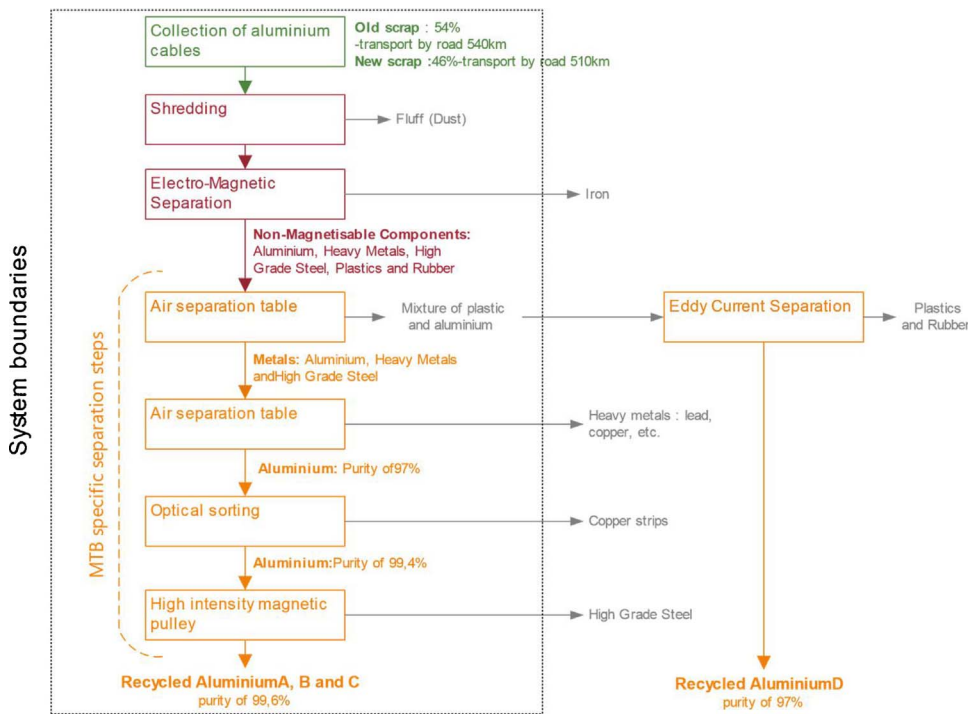 Collection of aluminium
cables
Old scrap : 54%
-transport by road 540km
New scrap :46%-transport by road 510km
Shredding
Fluff (Dust)
Electro-Magnetic
Separation
Iron
Non-Magnetisable Components:
Aluminium, Heavy Metals, High
Grade Steel, Plastics and Rubber
System boundaries
MTB specific separation steps
Air separation table
Mixture of plastic
and aluminium
Eddy Current Separation
Plastics
and Rubber
Metals: Aluminium, Heavy Metals
andHigh Grade Steel
Air separation table
Heavy metals : lead,
copper, etc.
Aluminium: Purity of97%
Optical sorting
Copper strips
Aluminium:Purity of 99,4%
High intensity magnetic
pulley
High Grade Steel
Recycled AluminiumA, B and C
purity of 99,6%
Recycled AluminiumD
purity of 97%